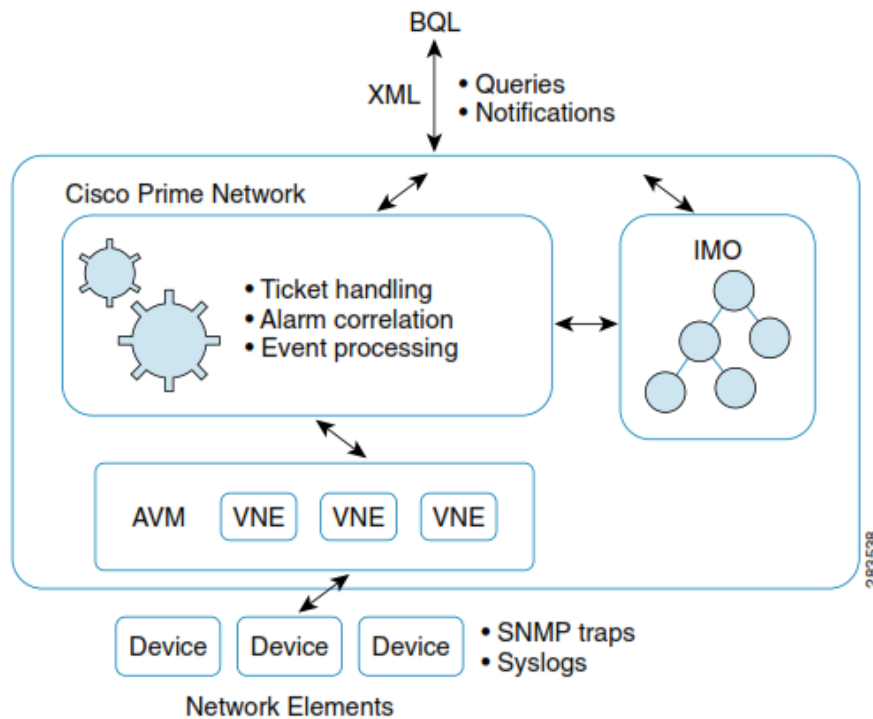 BQL
XML
• Queries
• Notifications
Cisco Prime Network
• Ticket handling
• Alarm correlation
• Event processing
IMO
AVM
VNE
VNE
VNE
283538
Device
Device
Device
• SNMP traps
• Syslogs
Network Elements